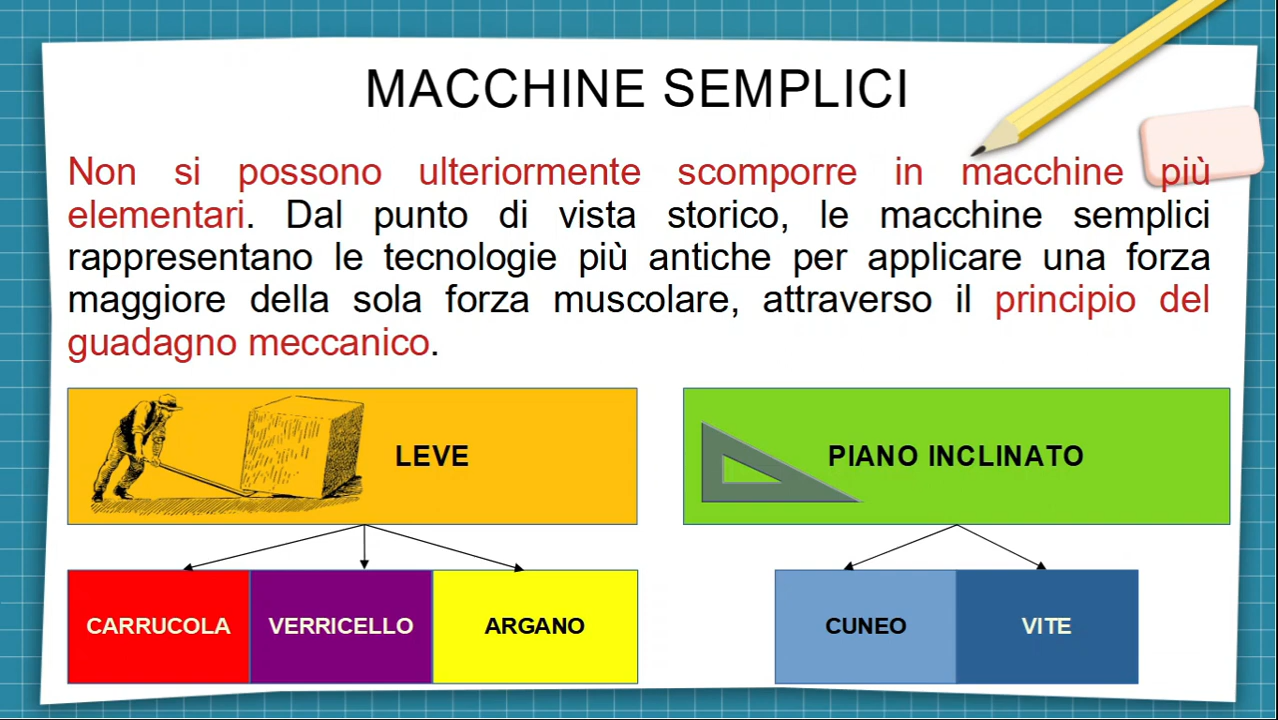 MACCHINE SEMPLICI
Non si possono ulteriormente scomporre in macchine più
elementari. Dal punto di vista storico, le macchine semplici
rappresentano le tecnologie più antiche per applicare una forza
maggiore della sola forza muscolare, attraverso il principio del
guadagno meccanico.
LEVE
PIANO INCLINATO
CARRUCOLA
VERRICELLO
ARGANO
CUNEO
VITE